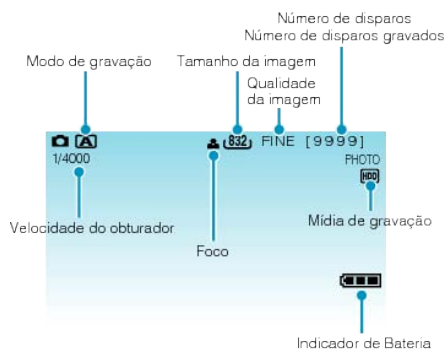 Número de disparos
Número de disparos gravados
Modo de gravação
Tamanho da imagem
Qualidade
da imagem
A
832
FINE [9999]
1/4000
PHOTO
HDD
Velocidade do obturador
Mídia de gravação
Foco
Indicador de Bateria